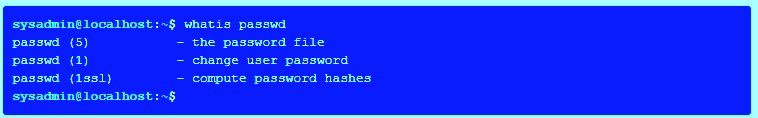 sysadmin@localhost:~$ whatis passwd
passwd (5)           - the password file
passwd (1)           - change user password
passwd (1ssl)        - compute password hashes
sysadmin@localhost:~$